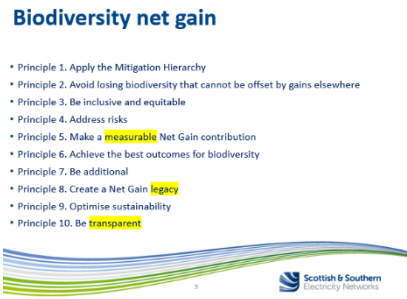 Biodiversity net gain
• Principle 1. Apply the Mitigation Hierarchy
• Principle 2. Avoid losing biodiversity that cannot be offset by gains elsewhere
• Principle 3. Be inclusive and equitable
• Principle 4. Address risks
• Principle 5. Make a measurable Net Gain contribution
• Principle 6. Achieve the best outcomes for biodiversity
• Principle 7. Be additional
• Principle 8. Create a Net Gain legacy
• Principle 9. Optimise sustainability
• Principle 10. Be transparent
Scottish & Southern
Electricity Networks